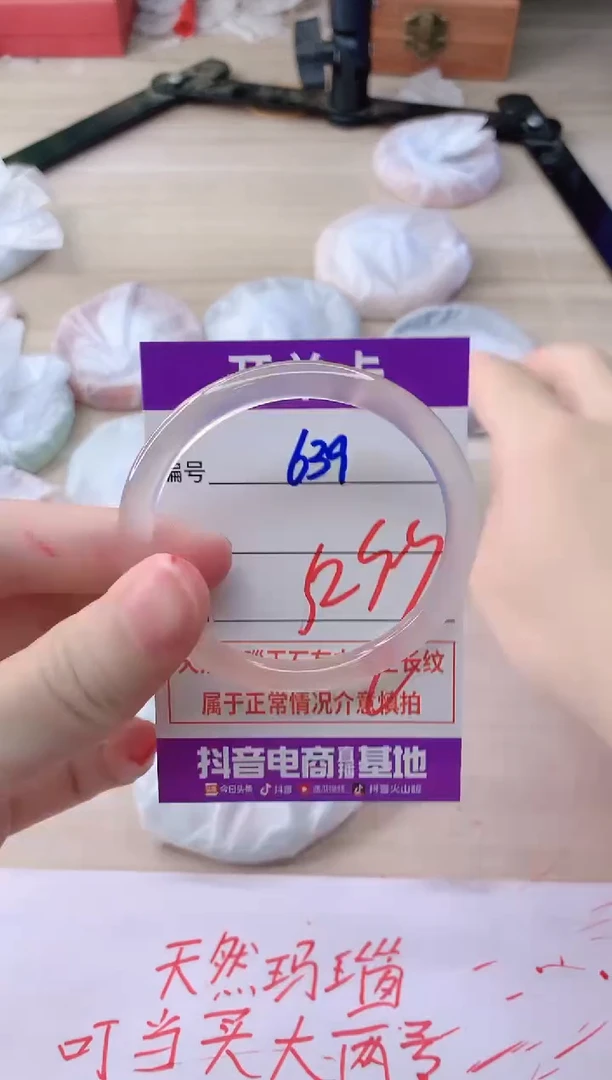 编号 639
属于正常情况介意慎拍
抖音电商直播基地
今日头条 抖音 抖音火山版
天然玛瑙
叮当买大两号